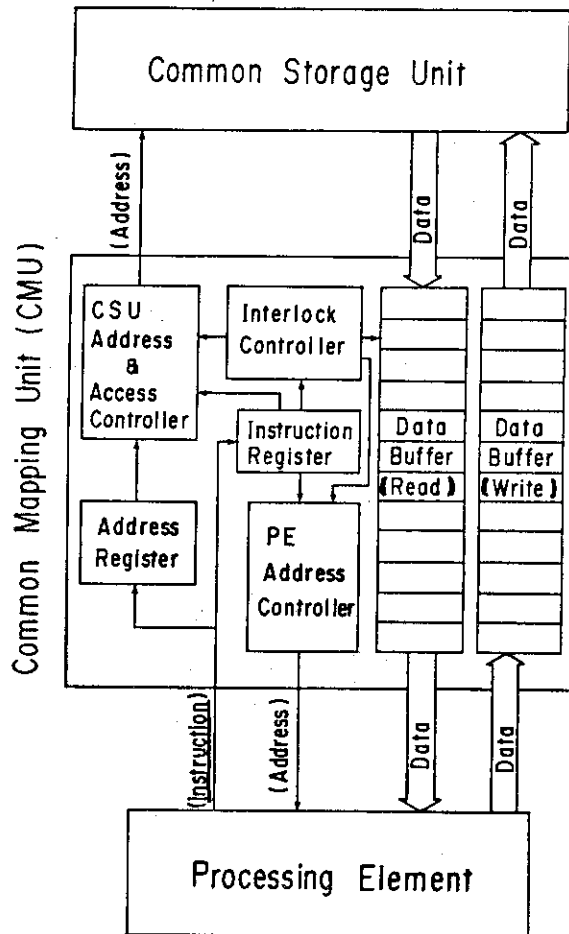 Common Storage Unit
(Address)
Data
Data
Common Mapping Unit (CMU)
CSU
Address
&
Access
Controller
Interlock
Controller
Instruction
Register
Address
Register
PE
Address
Controller
Data
Buffer
(Read)
Data
Buffer
(Write)
(Instruction)
(Address)
Data
Data
Processing Element